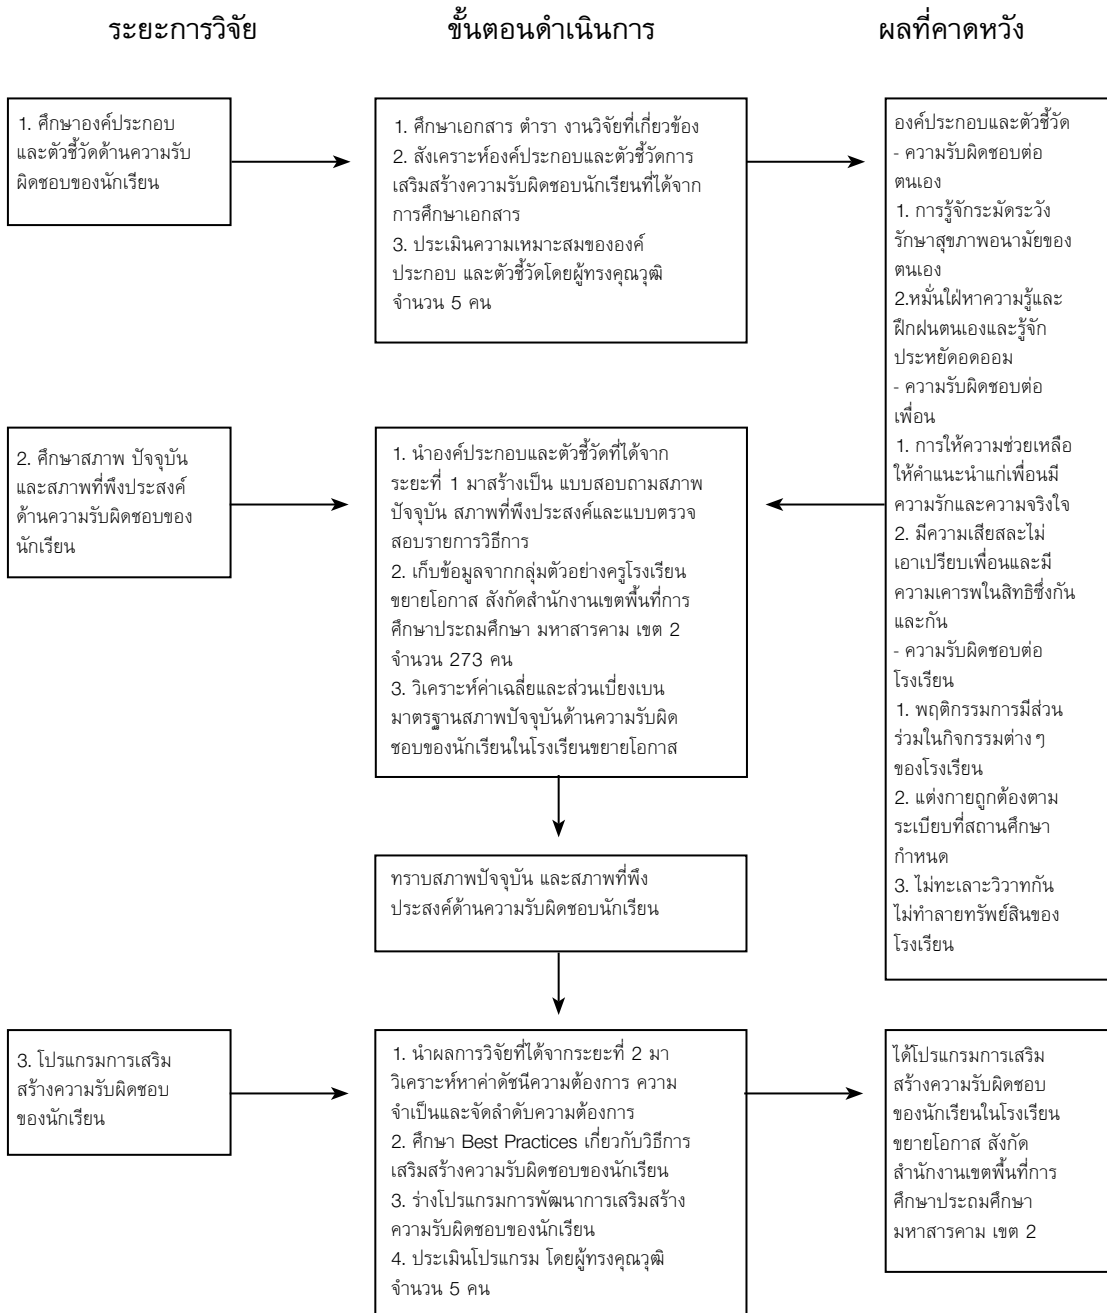 ระยะการวิจัย
ขั้นตอนดำเนินการ
ผลที่คาดหวัง
1. ศึกษาองค์ประกอบ
และตัวชี้วัดด้านความรับ
ผิดชอบของนักเรียน
1. ศึกษาเอกสาร ตำรา งานวิจัยที่เกี่ยวข้อง
2. สังเคราะห์องค์ประกอบและตัวชี้วัดการ
เสริมสร้างความรับผิดชอบนักเรียนที่ได้จาก
การศึกษาเอกสาร
3. ประเมินความเหมาะสมขององค์
ประกอบ และตัวชี้วัดโดยผู้ทรงคุณวุฒิ
จำนวน 5 คน
องค์ประกอบและตัวชี้วัด
- ความรับผิดชอบต่อ
ตนเอง
1. การรู้จักระมัดระวัง
รักษาสุขภาพอนามัยของ
ตนเอง
2.หมั่นใฝ่หาความรู้และ
ฝึกฝนตนเองและรู้จัก
ประหยัดอดออม
- ความรับผิดชอบต่อ
เพื่อน
1. การให้ความช่วยเหลือ
ให้คำแนะนำแก่เพื่อนมี
ความรักและความจริงใจ
2. มีความเสียสละไม่
เอาเปรียบเพื่อนและมี
ความเคารพในสิทธิซึ่งกัน
และกัน
- ความรับผิดชอบต่อ
โรงเรียน
1. พฤติกรรมการมีส่วน
ร่วมในกิจกรรมต่าง ๆ
ของโรงเรียน
2. แต่งกายถูกต้องตาม
ระเบียบที่สถานศึกษา
กำหนด
3. ไม่ทะเลาะวิวาทกัน
ไม่ทำลายทรัพย์สินของ
โรงเรียน
2. ศึกษาสภาพ ปัจจุบัน
และสภาพที่พึงประสงค์
ด้านความรับผิดชอบของ
นักเรียน
1. นำองค์ประกอบและตัวชี้วัดที่ได้จาก
ระยะที่ 1 มาสร้างเป็น แบบสอบถามสภาพ
ปัจจุบัน สภาพที่พึงประสงค์และแบบตรวจ
สอบรายการวิธีการ
2. เก็บข้อมูลจากกลุ่มตัวอย่างครูโรงเรียน
ขยายโอกาส สังกัดสำนักงานเขตพื้นที่การ
ศึกษาประถมศึกษา มหาสารคาม เขต 2
จำนวน 273 คน
3. วิเคราะห์ค่าเฉลี่ยและส่วนเบี่ยงเบน
มาตรฐานสภาพปัจจุบันด้านความรับผิด
ชอบของนักเรียนในโรงเรียนขยายโอกาส
ทราบสภาพปัจจุบัน และสภาพที่พึง
ประสงค์ด้านความรับผิดชอบนักเรียน
3. โปรแกรมการเสริม
สร้างความรับผิดชอบ
ของนักเรียน
1. นำผลการวิจัยที่ได้จากระยะที่ 2 มา
วิเคราะห์หาค่าดัชนีความต้องการ ความ
จำเป็นและจัดลำดับความต้องการ
2. ศึกษา Best Practices เกี่ยวกับวิธีการ
เสริมสร้างความรับผิดชอบของนักเรียน
3. ร่างโปรแกรมการพัฒนาการเสริมสร้าง
ความรับผิดชอบของนักเรียน
4. ประเมินโปรแกรม โดยผู้ทรงคุณวุฒิ
จำนวน 5 คน
ได้โปรแกรมการเสริม
สร้างความรับผิดชอบ
ของนักเรียนในโรงเรียน
ขยายโอกาส สังกัด
สำนักงานเขตพื้นที่การ
ศึกษาประถมศึกษา
มหาสารคาม เขต 2